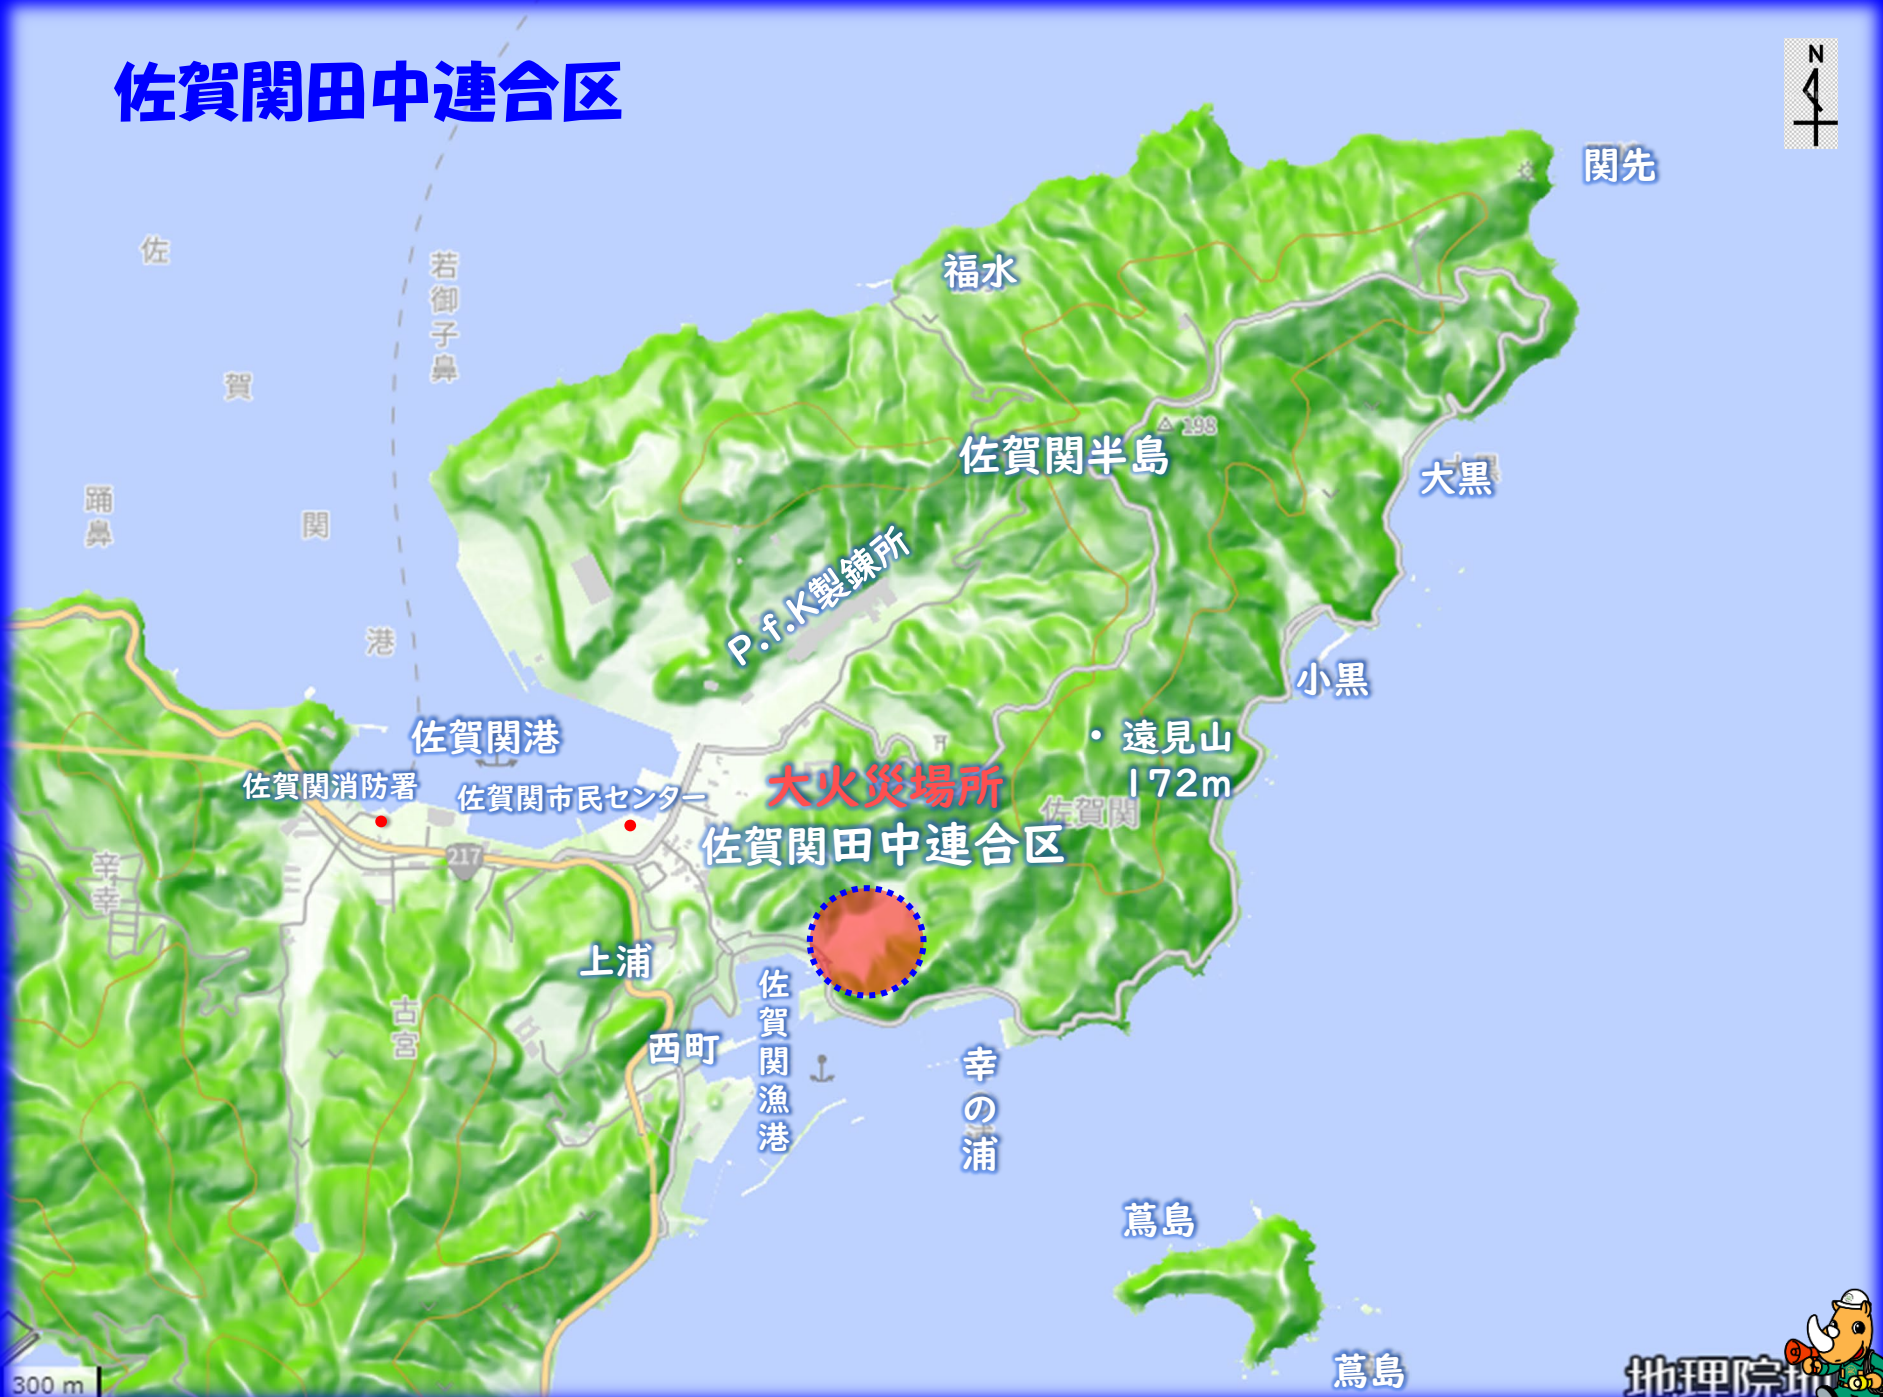 佐賀関田中連合区
N
関先
佐
若御子鼻
福水
賀
198
佐賀関半島
大黒
踊鼻
関
P.f.K製錬所
港
小黒
佐賀関港
・遠見山
172m
佐賀関消防署
佐賀関市民センター
大火災場所
佐賀関
佐賀関田中連合区
217
幸
上浦
佐賀関漁港
古宮
西町
幸の浦
蔦島
蔦島
300 m
地理院地